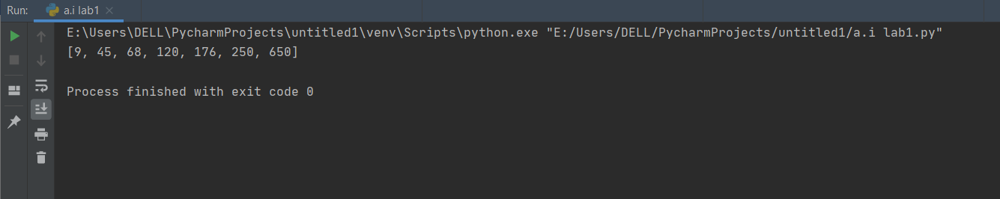 Run: a.i lab1
E:\Users\DELL\PycharmProjects\untitled1\venv\Scripts\python.exe "E:/Users/DELL/PycharmProjects/untitled1/a.i lab1.py"
[9, 45, 68, 120, 176, 250, 650]
Process finished with exit code 0